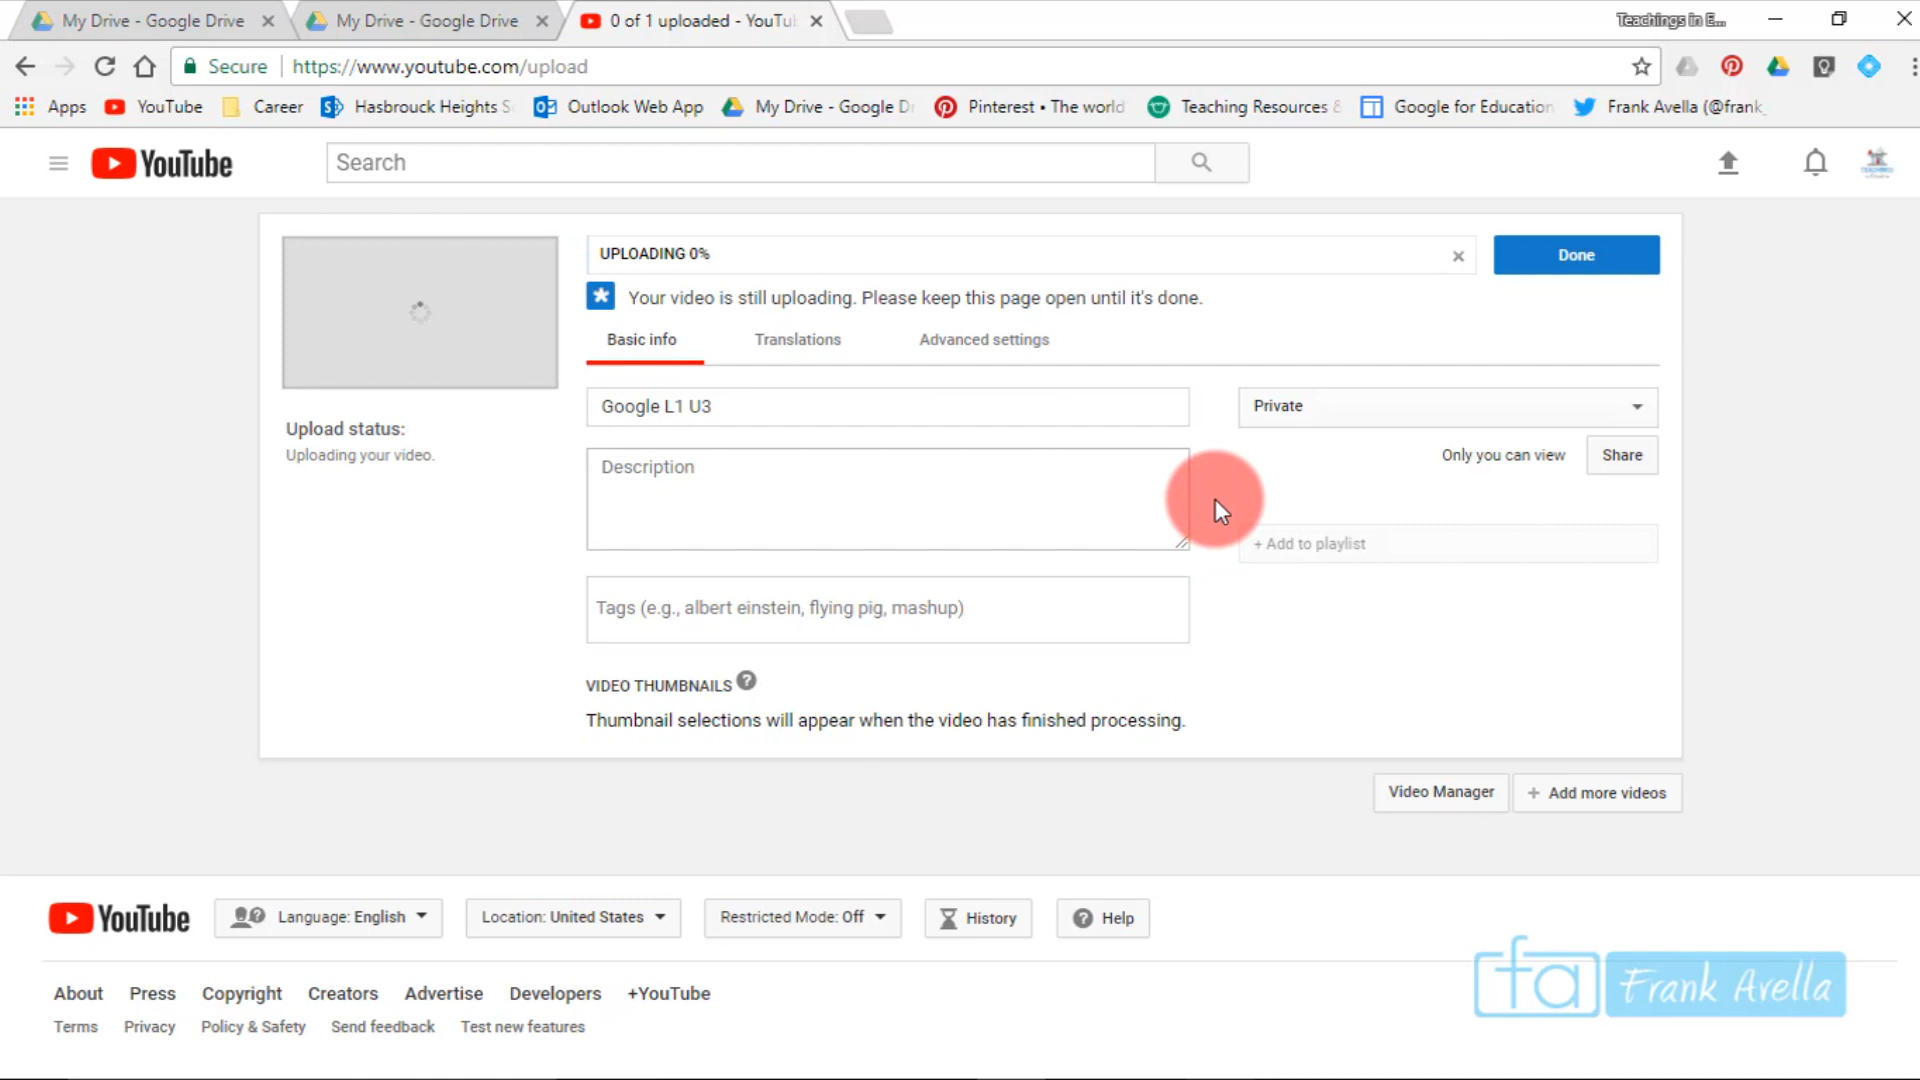 My Drive - Google Drive
My Drive - Google Drive
0 of 1 uploaded - YouTu
Teachings in E...
Secure
https://www.youtube.com/upload
Apps
YouTube
Career
Hasbrouck Heights S
Outlook Web App
My Drive - Google Dr
Pinterest • The world
Teaching Resources &
Google for Education
Frank Avella (@frank_
YouTube
Search
UPLOADING 0%
Done
Your video is still uploading. Please keep this page open until it's done.
Basic info
Translations
Advanced settings
Google L1 U3
Private
Upload status:
Uploading your video.
Only you can view
Share
Description
+ Add to playlist
Tags (e.g., albert einstein, flying pig, mashup)
VIDEO THUMBNAILS
Thumbnail selections will appear when the video has finished processing.
Video Manager
+ Add more videos
YouTube
Language: English
Location: United States
Restricted Mode: Off
History
Help
About
Press
Copyright
Creators
Advertise
Developers
+YouTube
Terms
Privacy
Policy & Safety
Send feedback
Test new features
fa
Frank Avella